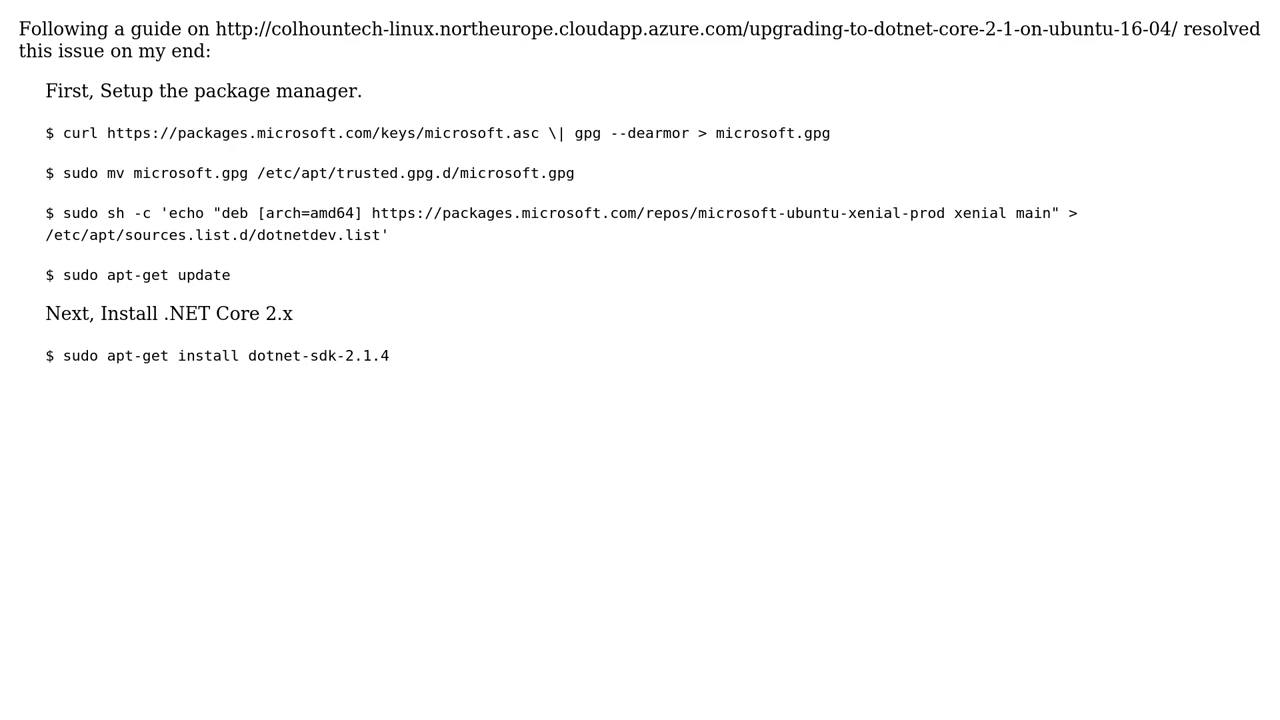 Following a guide on http://colhountech-linux.northeurope.cloudapp.azure.com/upgrading-to-dotnet-core-2-1-on-ubuntu-16-04/ resolved
this issue on my end:
First, Setup the package manager.
$ curl https://packages.microsoft.com/keys/microsoft.asc \| gpg --dearmor > microsoft.gpg
$ sudo mv microsoft.gpg /etc/apt/trusted.gpg.d/microsoft.gpg
$ sudo sh -c 'echo "deb [arch=amd64] https://packages.microsoft.com/repos/microsoft-ubuntu-xenial-prod xenial main" >
/etc/apt/sources.list.d/dotnetdev.list'
$ sudo apt-get update
Next, Install .NET Core 2.x
$ sudo apt-get install dotnet-sdk-2.1.4